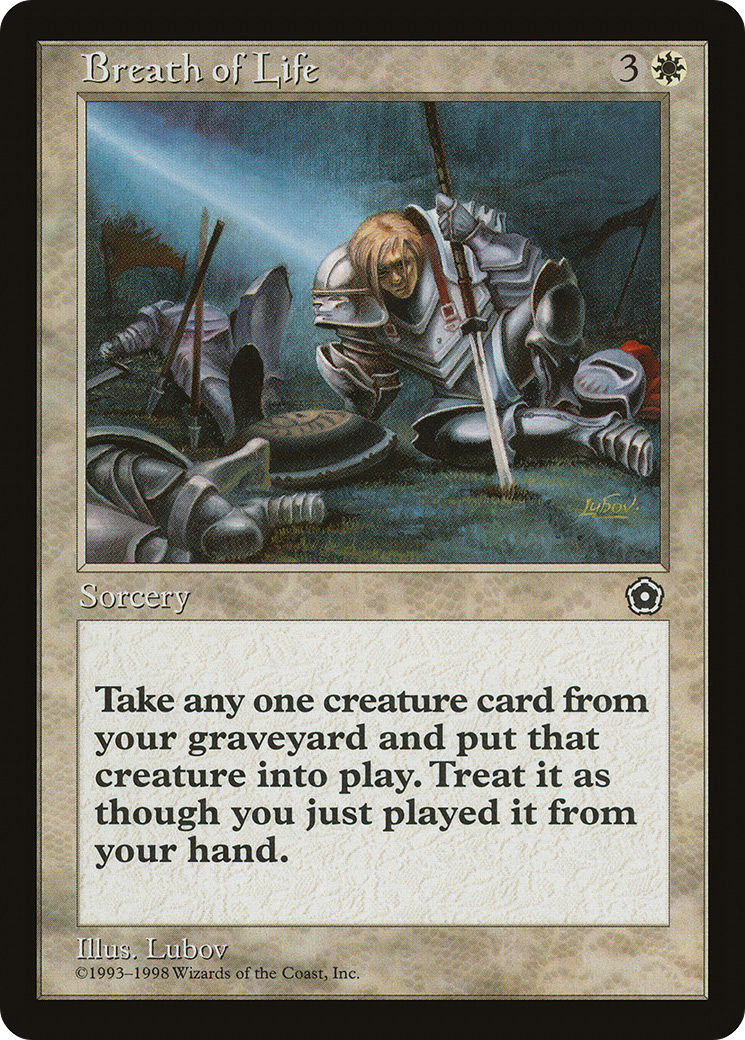 Breath of Life 3
Lubov.
Sorcery
Take any one creature card from
your graveyard and put that
creature into play. Treat it as
though you just played it from
your hand.
Illus. Lubov
©1993–1998 Wizards of the Coast, Inc.